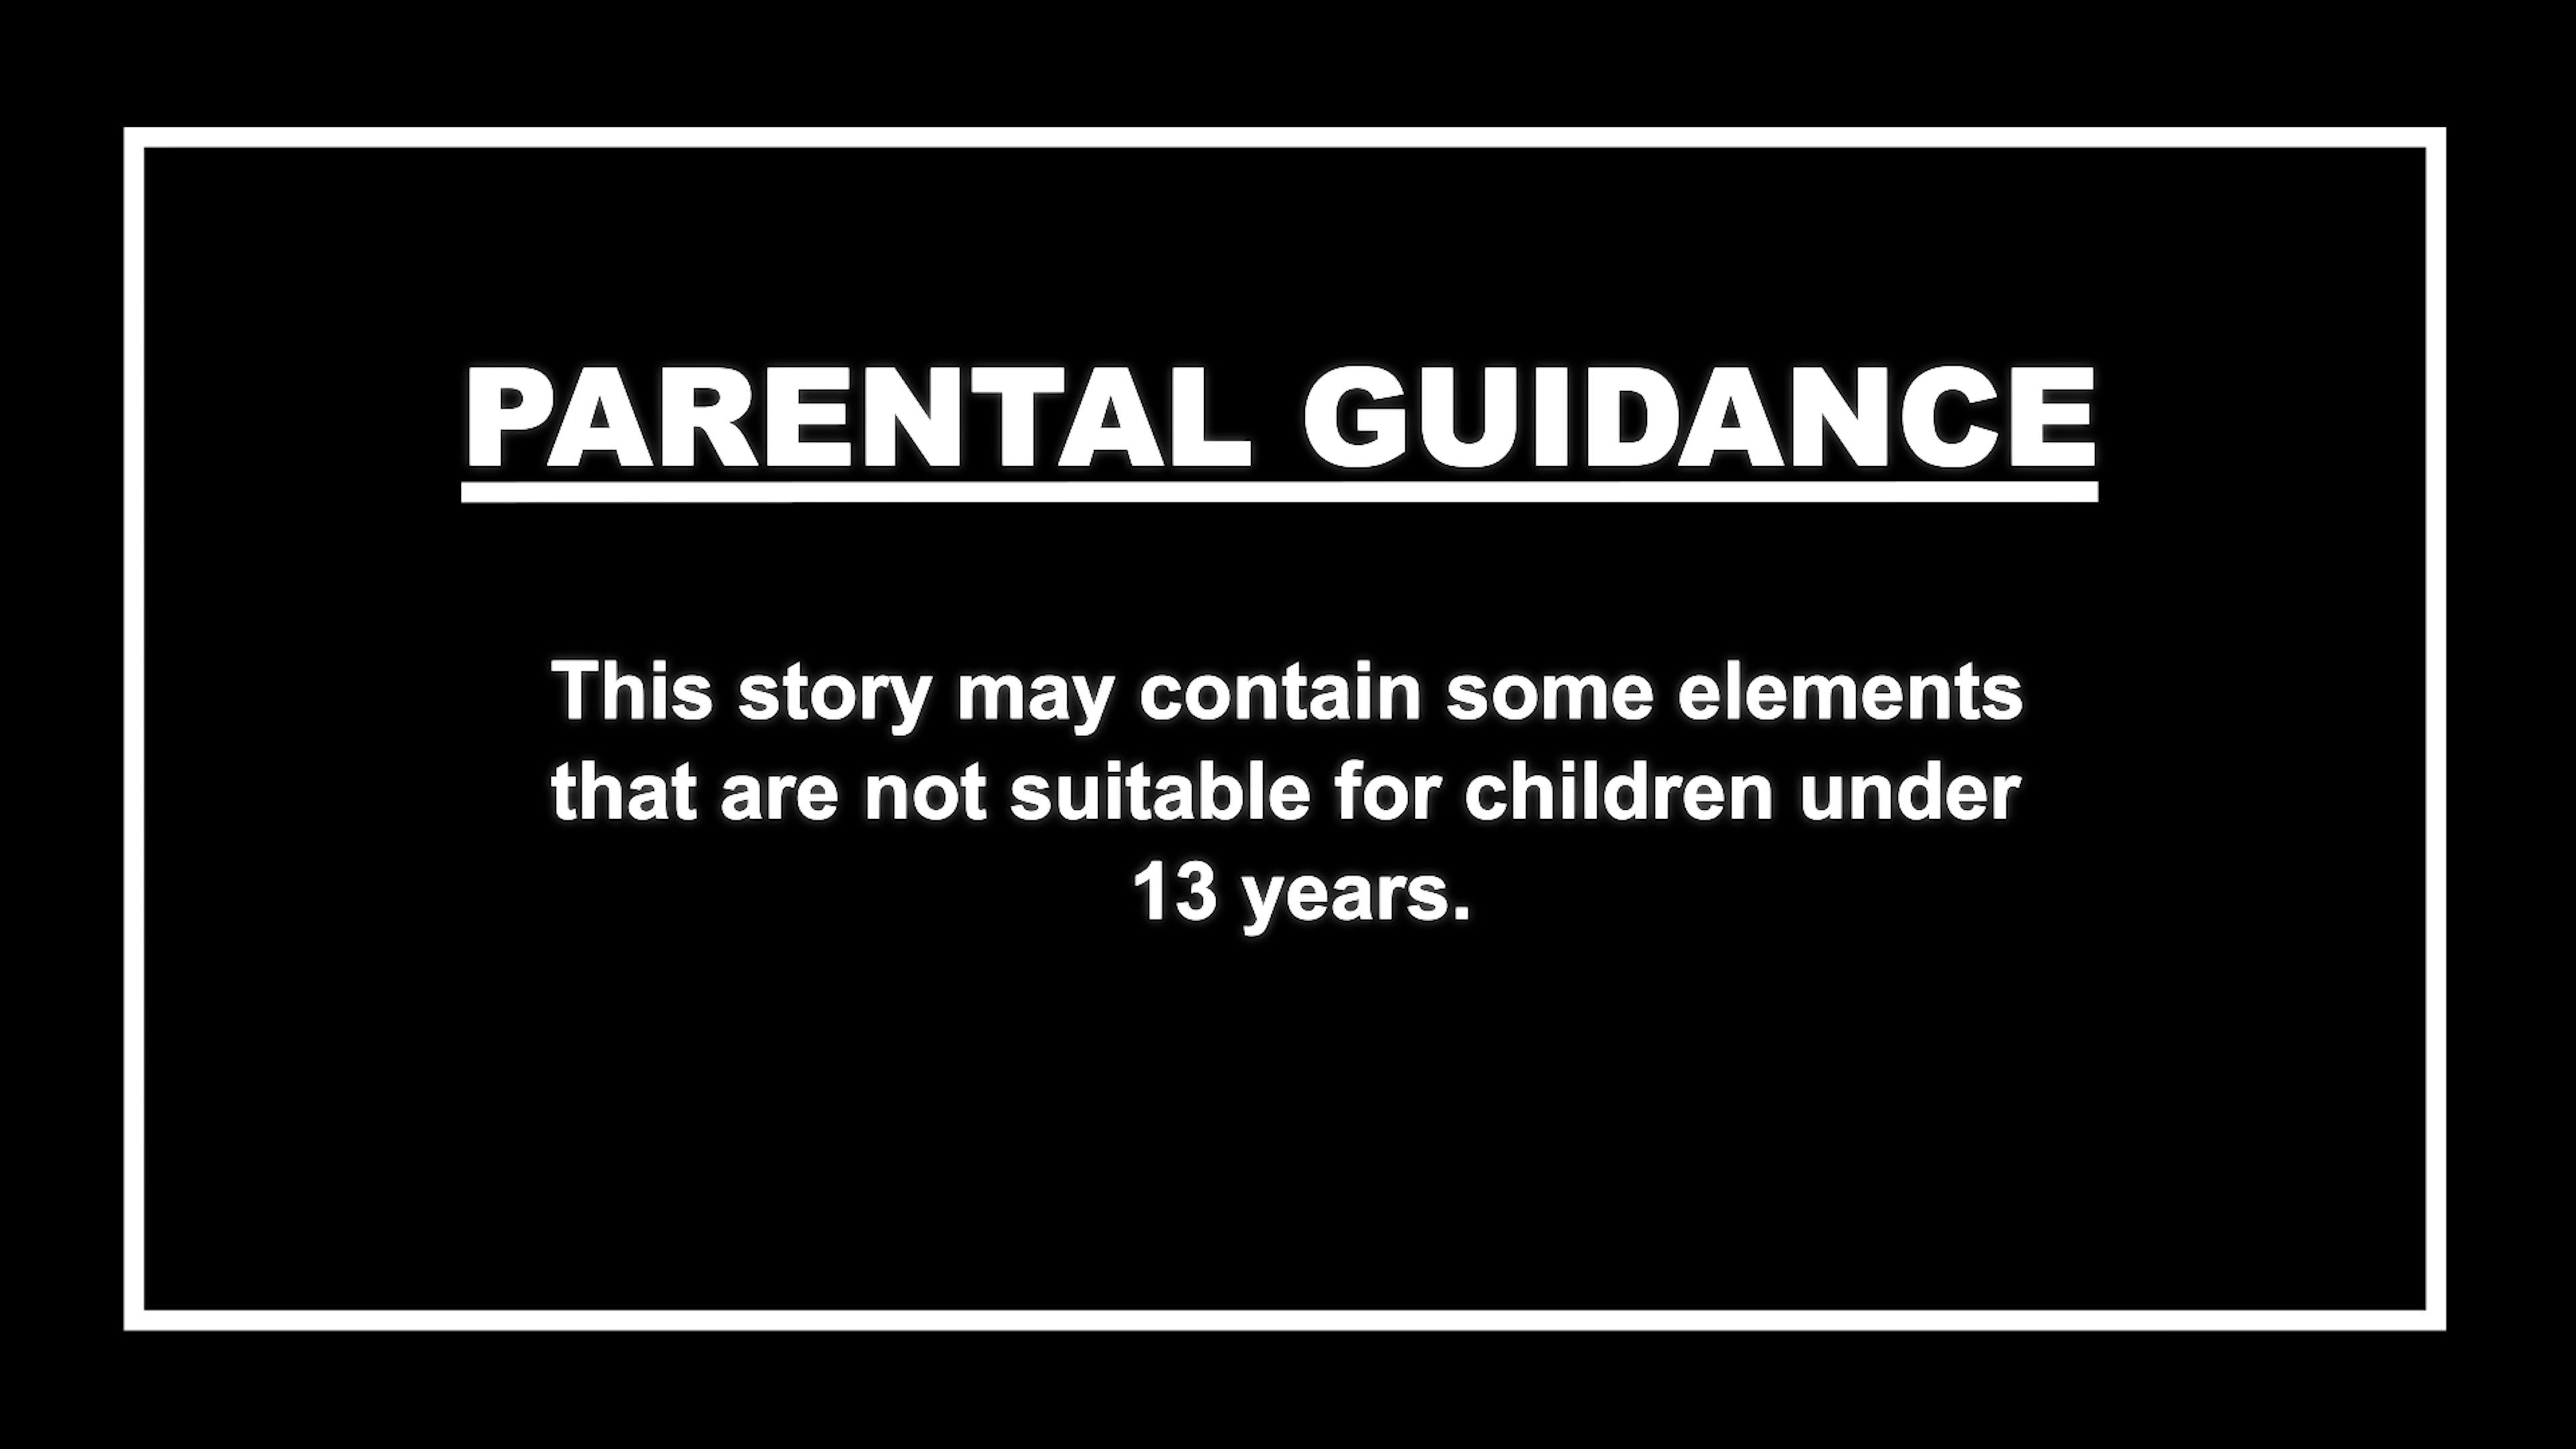 PARENTAL GUIDANCE
This story may contain some elements
that are not suitable for children under
13 years.